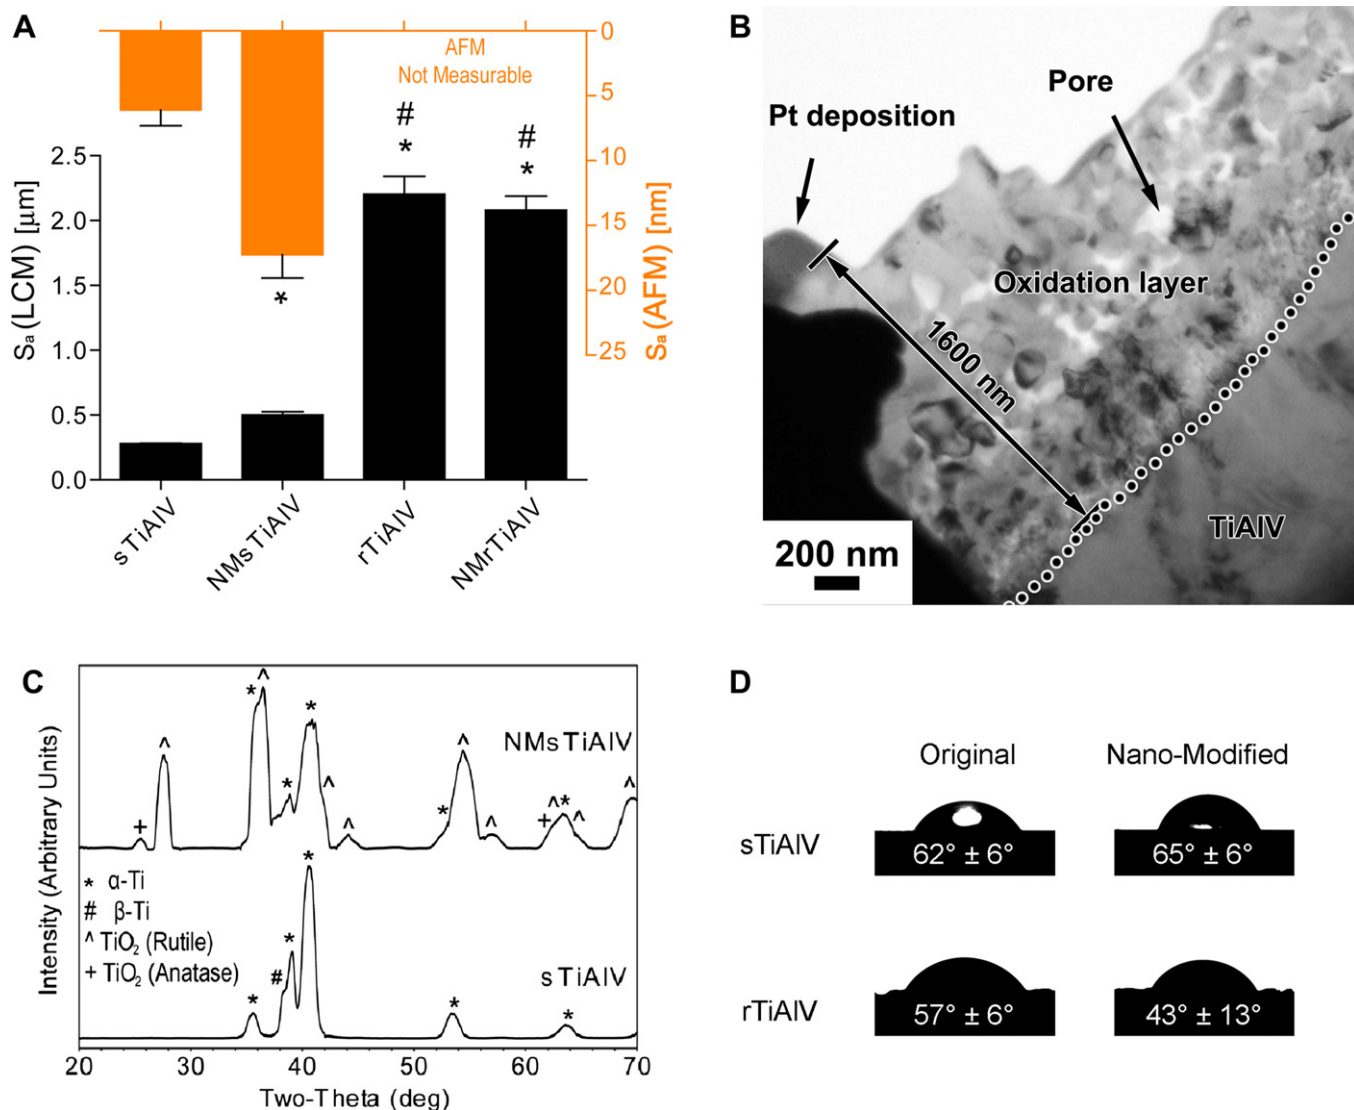 A
AFM
Not Measurable
0
5
10
15
20
25
Sa (AFM) [nm]
# *
# *
*
2.5
2.0
1.5
1.0
0.5
0.0
Sa (LCM) [μm]
sTiAlV
NMsTiAlV
rTiAlV
NMrTiAlV
B
Pore
Pt deposition
Oxidation layer
1600 nm
TiAlV
200 nm
C
Intensity (Arbitrary Units)
+ ^ * ^ * * ^ ^ * ^ ^ + ^ * ^ ^
NMsTiAlV
* α-Ti
# β-Ti
^ TiO₂ (Rutile)
+ TiO₂ (Anatase)
* # * * * *
sTiAlV
20 30 40 50 60 70
Two-Theta (deg)
D
Original Nano-Modified
sTiAlV 62° ± 6° 65° ± 6°
rTiAlV 57° ± 6° 43° ± 13°